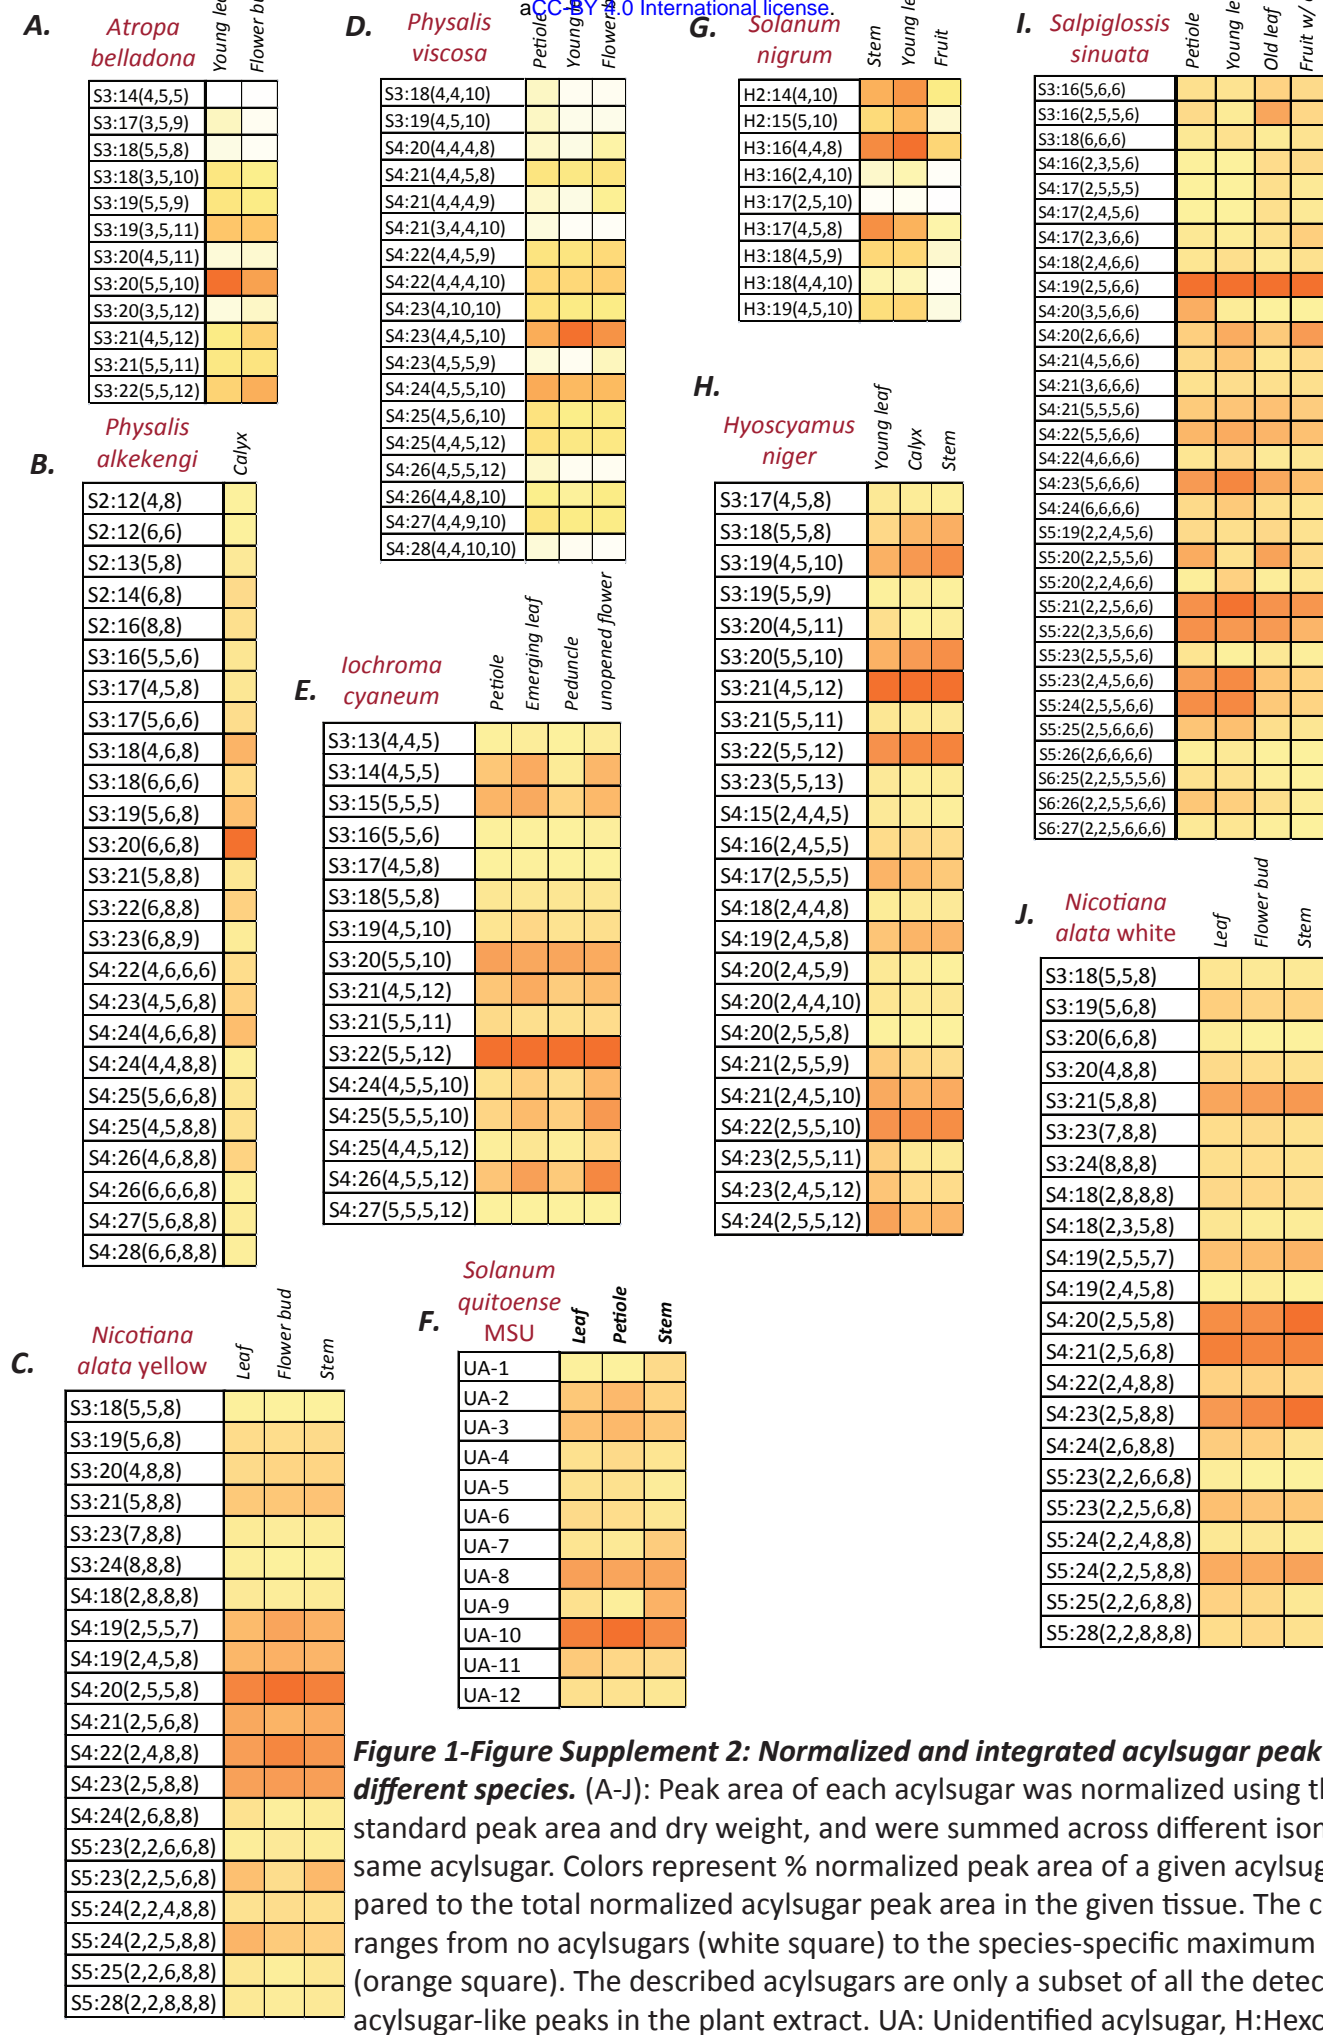 aCC-BY 4.0 International license.
A.
Atropa
belladona
Flower
S3:14(4,5,5)
S3:17(3,5,9)
S3:18(5,5,8)
S3:18(3,5,10)
S3:19(5,5,9)
S3:19(3,5,11)
S3:20(4,5,11)
S3:20(5,5,10)
S3:20(3,5,12)
S3:21(4,5,12)
S3:21(5,5,11)
S3:22(5,5,12)
B.
Physalis
alkekengi
Calyx
S2:12(4,8)
S2:12(6,6)
S2:13(5,8)
S2:14(6,8)
S2:16(8,8)
S3:16(5,5,6)
S3:17(4,5,8)
S3:17(5,6,6)
S3:18(4,6,8)
S3:18(6,6,6)
S3:19(5,6,8)
S3:20(6,6,8)
S3:21(5,8,8)
S3:22(6,8,8)
S3:23(6,8,9)
S4:22(4,6,6,6)
S4:23(4,5,6,8)
S4:24(4,6,6,8)
S4:24(4,4,8,8)
S4:25(5,6,6,8)
S4:25(4,5,8,8)
S4:26(4,6,8,8)
S4:26(6,6,6,8)
S4:27(5,6,8,8)
S4:28(6,6,8,8)
C.
Nicotiana
alata yellow
Leaf
Flower bud
Stem
S3:18(5,5,8)
S3:19(5,6,8)
S3:20(4,8,8)
S3:21(5,8,8)
S3:23(7,8,8)
S3:24(8,8,8)
S4:18(2,8,8,8)
S4:19(2,5,5,7)
S4:19(2,4,5,8)
S4:20(2,5,5,8)
S4:21(2,5,6,8)
S4:22(2,4,8,8)
S4:23(2,5,8,8)
S4:24(2,6,8,8)
S5:23(2,2,6,6,8)
S5:23(2,2,5,6,8)
S5:24(2,2,4,8,8)
S5:24(2,2,5,8,8)
S5:25(2,2,6,8,8)
S5:28(2,2,8,8,8)
D.
Physalis
viscosa
Petiole
S3:18(4,4,10)
S3:19(4,5,10)
S4:20(4,4,4,8)
S4:21(4,4,5,8)
S4:21(4,4,4,9)
S4:21(3,4,4,10)
S4:22(4,4,5,9)
S4:22(4,4,4,10)
S4:23(4,10,10)
S4:23(4,4,5,10)
S4:23(4,5,5,9)
S4:24(4,5,5,10)
S4:25(4,5,6,10)
S4:25(4,4,5,12)
S4:26(4,5,5,12)
S4:26(4,4,8,10)
S4:27(4,4,9,10)
S4:28(4,4,10,10)
E.
Iochroma
cyaneum
Petiole
Emerging leaf
Peduncle
unopened flower
S3:13(4,4,5)
S3:14(4,5,5)
S3:15(5,5,5)
S3:16(5,5,6)
S3:17(4,5,8)
S3:18(5,5,8)
S3:19(4,5,10)
S3:20(5,5,10)
S3:21(4,5,12)
S3:21(5,5,11)
S3:22(5,5,12)
S4:24(4,5,5,10)
S4:25(5,5,5,10)
S4:25(4,4,5,12)
S4:26(4,5,5,12)
S4:27(5,5,5,12)
F.
Solanum
quitoense
MSU
Leaf
Petiole
Stem
UA-1
UA-2
UA-3
UA-4
UA-5
UA-6
UA-7
UA-8
UA-9
UA-10
UA-11
UA-12
G.
Solanum
nigrum
Stem
Young
Fruit
H2:14(4,10)
H2:15(5,10)
H3:16(4,4,8)
H3:16(2,4,10)
H3:17(2,5,10)
H3:17(4,5,8)
H3:18(4,5,9)
H3:18(4,4,10)
H3:19(4,5,10)
H.
Hyoscyamus
niger
Young leaf
Calyx
Stem
S3:17(4,5,8)
S3:18(5,5,8)
S3:19(4,5,10)
S3:19(5,5,9)
S3:20(4,5,11)
S3:20(5,5,10)
S3:21(4,5,12)
S3:21(5,5,11)
S3:22(5,5,12)
S3:23(5,5,13)
S4:15(2,4,4,5)
S4:16(2,4,5,5)
S4:17(2,5,5,5)
S4:18(2,4,4,8)
S4:19(2,4,5,8)
S4:20(2,4,5,9)
S4:20(2,4,4,10)
S4:20(2,5,5,8)
S4:21(2,5,5,9)
S4:21(2,4,5,10)
S4:22(2,5,5,10)
S4:23(2,5,5,11)
S4:23(2,4,5,12)
S4:24(2,5,5,12)
I.
Salpiglossis
sinuata
Petiole
Young
Old leaf
Fruit w/
S3:16(5,6,6)
S3:16(2,5,5,6)
S3:18(6,6,6)
S4:16(2,3,5,6)
S4:17(2,5,5,5)
S4:17(2,4,5,6)
S4:17(2,3,6,6)
S4:18(2,4,6,6)
S4:19(2,5,6,6)
S4:20(3,5,6,6)
S4:20(2,6,6,6)
S4:21(4,5,6,6)
S4:21(3,6,6,6)
S4:21(5,5,5,6)
S4:22(5,5,6,6)
S4:22(4,6,6,6)
S4:23(5,6,6,6)
S4:24(6,6,6,6)
S5:19(2,2,4,5,6)
S5:20(2,2,5,5,6)
S5:20(2,2,4,6,6)
S5:21(2,2,5,6,6)
S5:22(2,3,5,6,6)
S5:23(2,5,5,5,6)
S5:23(2,4,5,6,6)
S5:24(2,5,5,6,6)
S5:25(2,5,6,6,6)
S5:26(2,6,6,6,6)
S6:25(2,2,5,5,5,6)
S6:26(2,2,5,5,6,6)
S6:27(2,2,5,6,6,6)
J.
Nicotiana
alata white
Leaf
Flower bud
Stem
S3:18(5,5,8)
S3:19(5,6,8)
S3:20(6,6,8)
S3:20(4,8,8)
S3:21(5,8,8)
S3:23(7,8,8)
S3:24(8,8,8)
S4:18(2,8,8,8)
S4:18(2,3,5,8)
S4:19(2,5,5,7)
S4:19(2,4,5,8)
S4:20(2,5,5,8)
S4:21(2,5,6,8)
S4:22(2,4,8,8)
S4:23(2,5,8,8)
S4:24(2,6,8,8)
S5:23(2,2,6,6,8)
S5:23(2,2,5,6,8)
S5:24(2,2,4,8,8)
S5:24(2,2,5,8,8)
S5:25(2,2,6,8,8)
S5:28(2,2,8,8,8)
Figure 1-Figure Supplement 2: Normalized and integrated acylsugar peak
different species. (A-J): Peak area of each acylsugar was normalized using
standard peak area and dry weight, and were summed across different
same acylsugar. Colors represent % normalized peak area of a given
pared to the total normalized acylsugar peak area in the given tissue. The
ranges from no acylsugars (white square) to the species-specific maximum
(orange square). The described acylsugars are only a subset of all the
acylsugar-like peaks in the plant extract. UA: Unidentified acylsugar,